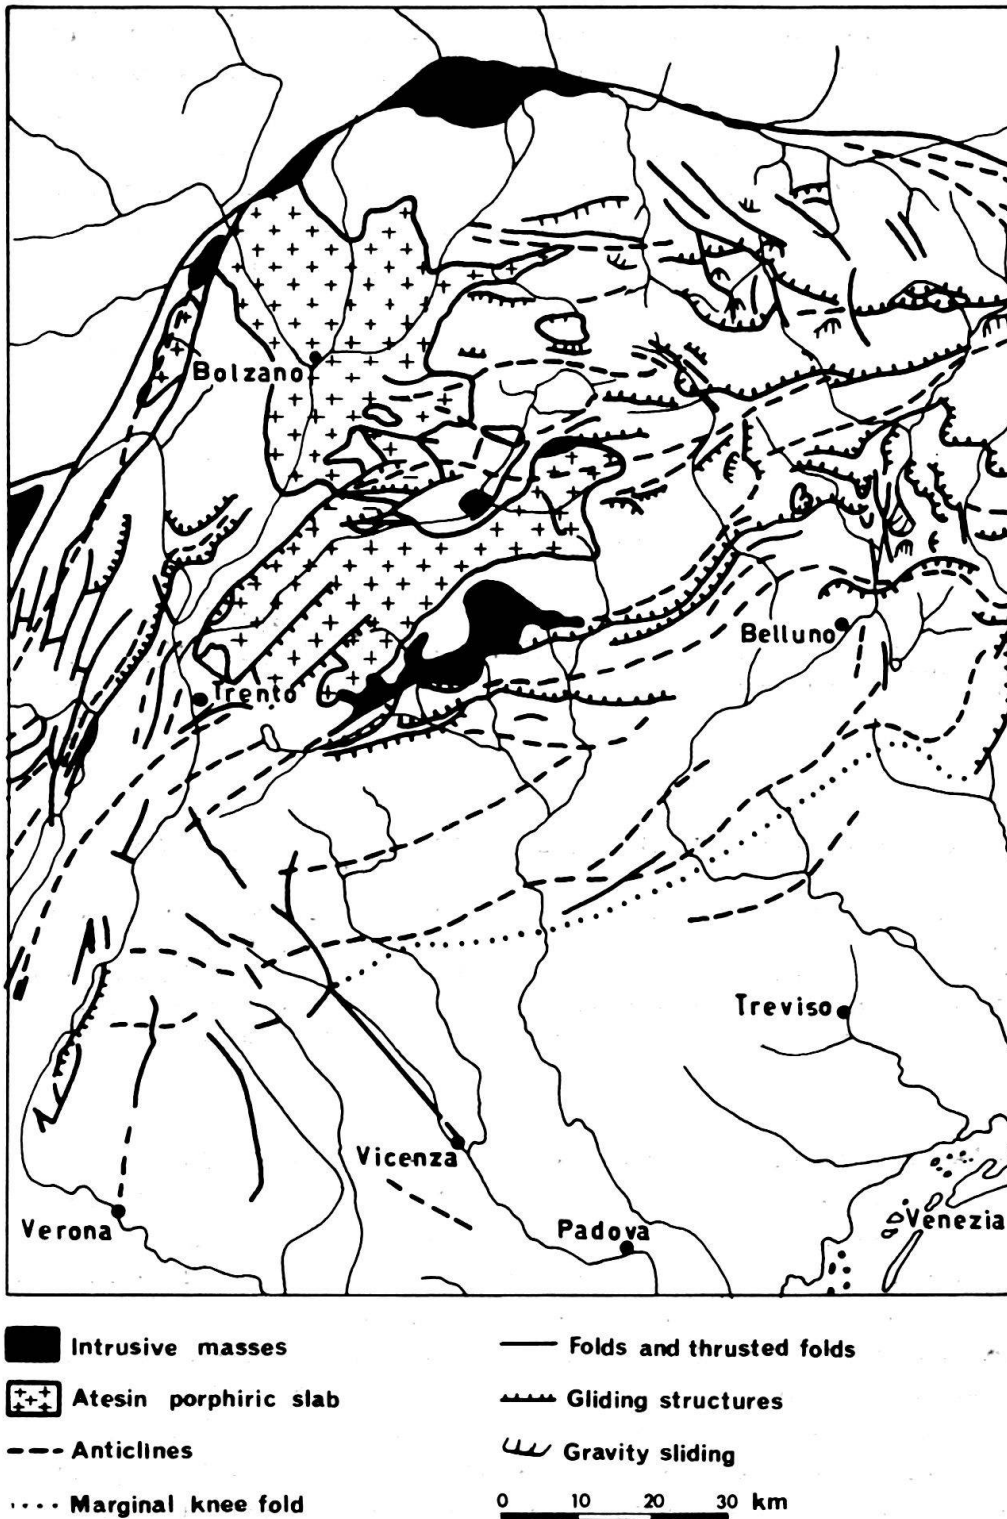 Bolzano
Belluno
Trento
Treviso
Vicenza
Verona
Padova
Venezia
Intrusive masses
Atesin porphiric slab
Anticlines
Marginal knee fold
Folds and thrusted folds
Gliding structures
Gravity sliding
0 10 20 30 km